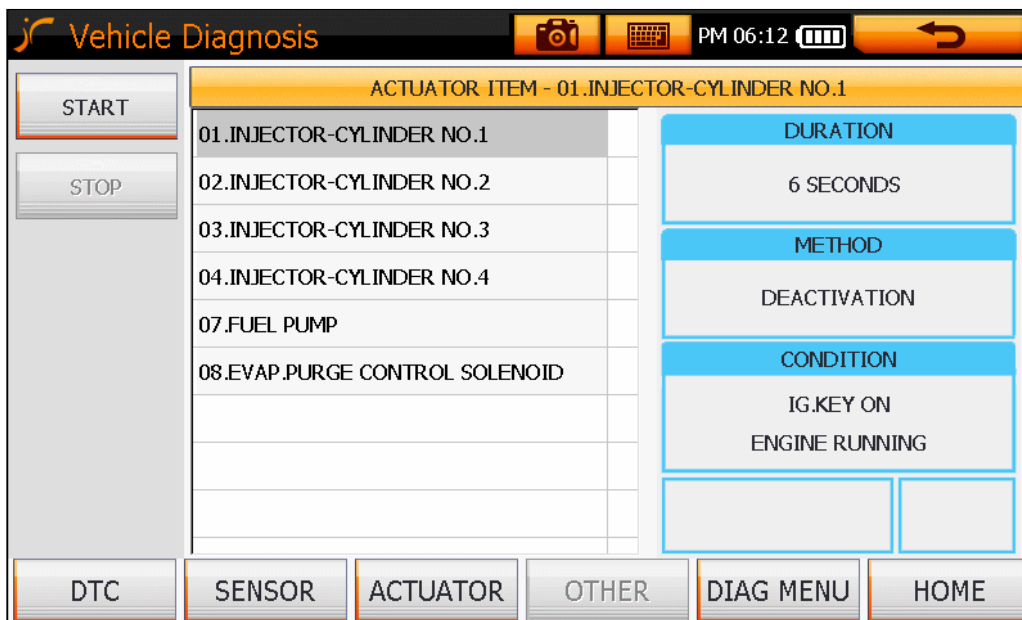 Vehicle Diagnosis
PM 06:12
START
STOP
ACTUATOR ITEM - 01.INJECTOR-CYLINDER NO.1
01.INJECTOR-CYLINDER NO.1
02.INJECTOR-CYLINDER NO.2
03.INJECTOR-CYLINDER NO.3
04.INJECTOR-CYLINDER NO.4
07.FUEL PUMP
08.EVAP.PURGE CONTROL SOLENOID
DURATION
6 SECONDS
METHOD
DEACTIVATION
CONDITION
IG.KEY ON
ENGINE RUNNING
DTC
SENSOR
ACTUATOR
OTHER
DIAG MENU
HOME